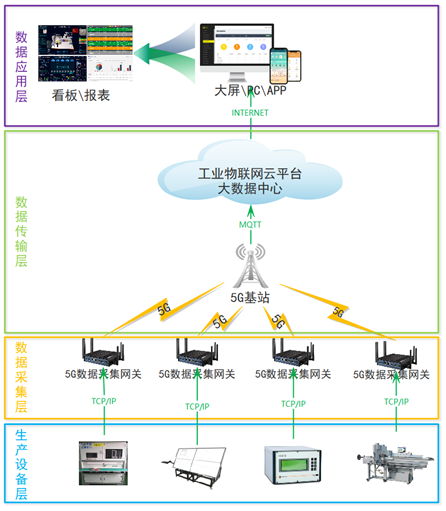 数据应用层
看板\报表
大屏\PC\APP
INTERNET
数据传输层
工业物联网云平台
大数据中心
MQTT
5G基站
5G
5G
5G
5G
数据采集层
5G数据采集网关
5G数据采集网关
5G数据采集网关
5G数据采集网关
TCP/IP
TCP/IP
TCP/IP
TCP/IP
生产设备层